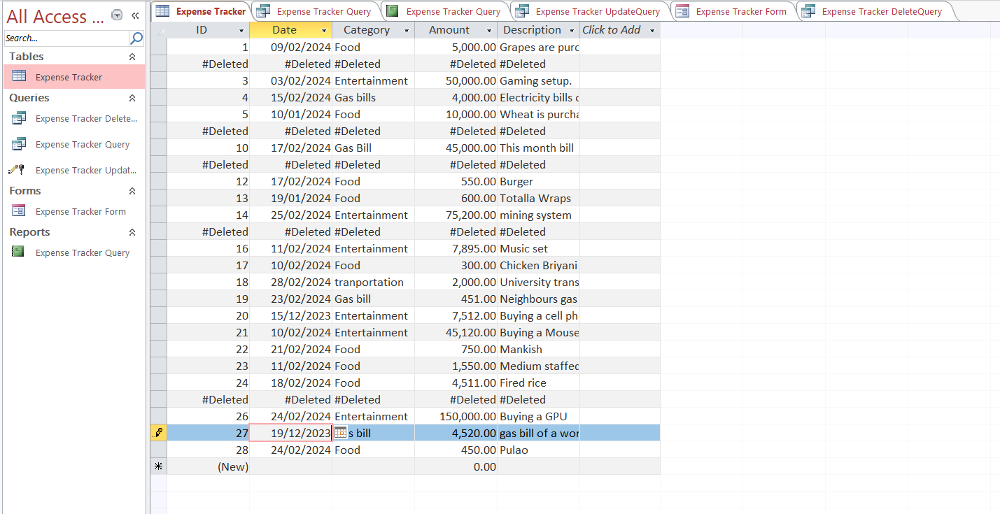 All Access ...
Search...
Tables
Expense Tracker
Queries
Expense Tracker Delete...
Expense Tracker Query
Expense Tracker Updat...
Forms
Expense Tracker Form
Reports
Expense Tracker Query
Expense Tracker Expense Tracker Query Expense Tracker Query Expense Tracker UpdateQuery Expense Tracker Form Expense Tracker DeleteQuery
ID Date Category Amount Description Click to Add
1 09/02/2024 Food 5,000.00 Grapes are purc
#Deleted #Deleted #Deleted #Deleted #Deleted
3 03/02/2024 Entertainment 50,000.00 Gaming setup.
4 15/02/2024 Gas bills 4,000.00 Electricity bills c
5 10/01/2024 Food 10,000.00 Wheat is purcha
#Deleted #Deleted #Deleted #Deleted #Deleted
10 17/02/2024 Gas Bill 45,000.00 This month bill
#Deleted #Deleted #Deleted #Deleted #Deleted
12 17/02/2024 Food 550.00 Burger
13 19/01/2024 Food 600.00 Totalla Wraps
14 25/02/2024 Entertainment 75,200.00 mining system
#Deleted #Deleted #Deleted #Deleted #Deleted
16 11/02/2024 Entertainment 7,895.00 Music set
17 10/02/2024 Food 300.00 Chicken Briyani
18 28/02/2024 tranportation 2,000.00 University trans
19 23/02/2024 Gas bill 451.00 Neighbours gas
20 15/12/2023 Entertainment 7,512.00 Buying a cell pha
21 10/02/2024 Entertainment 45,120.00 Buying a Mouse
22 21/02/2024 Food 750.00 Mankish
23 11/02/2024 Food 1,550.00 Medium staffed
24 18/02/2024 Food 4,511.00 Fired rice
#Deleted #Deleted #Deleted #Deleted #Deleted
26 24/02/2024 Entertainment 150,000.00 Buying a GPU
27 19/12/2023 s bill 4,520.00 gas bill of a wor
28 24/02/2024 Food 450.00 Pulao
(New) 0.00